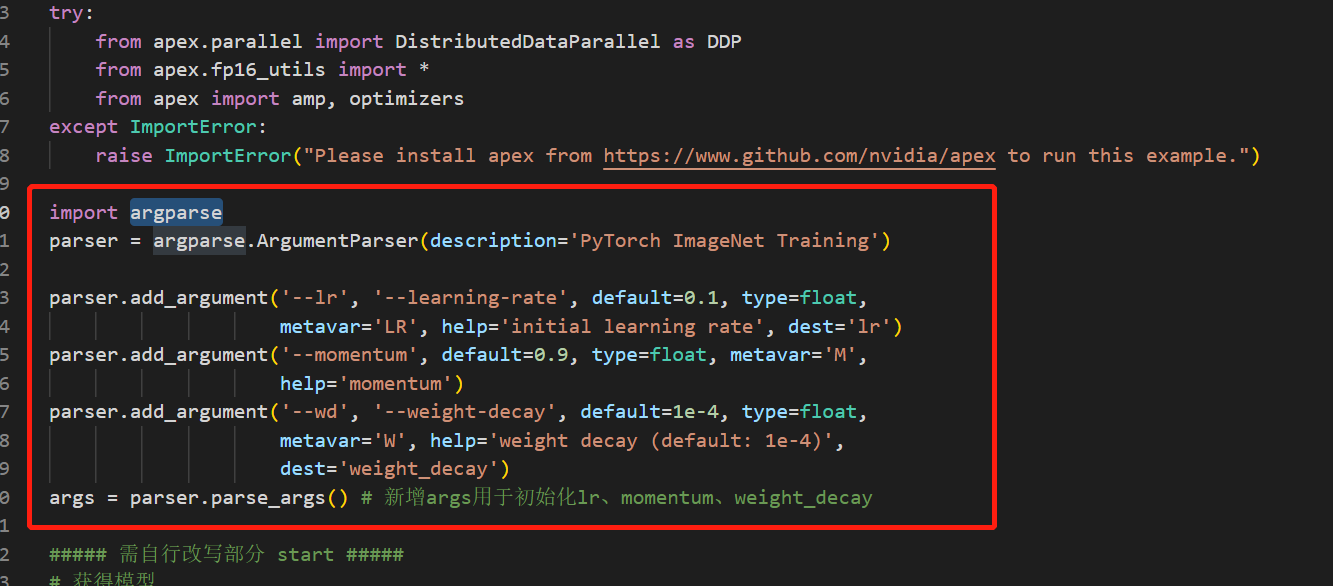 3 try:
4 from apex.parallel import DistributedDataParallel as DDP
5 from apex.fp16_utils import *
6 from apex import amp, optimizers
7 except ImportError:
8 raise ImportError("Please install apex from https://www.github.com/nvidia/apex to run this example.")
9
0 import argparse
1 parser = argparse.ArgumentParser(description='PyTorch ImageNet Training')
2
3 parser.add_argument('--lr', '--learning-rate', default=0.1, type=float,
4 metavar='LR', help='initial learning rate', dest='lr')
5 parser.add_argument('--momentum', default=0.9, type=float, metavar='M',
6 help='momentum')
7 parser.add_argument('--wd', '--weight-decay', default=1e-4, type=float,
8 metavar='W', help='weight decay (default: 1e-4)',
9 dest='weight_decay')
0 args = parser.parse_args() # 新增args用于初始化lr、momentum、weight_decay
1
2 ##### 需自行改写部分 start #####
3 # 获得模型